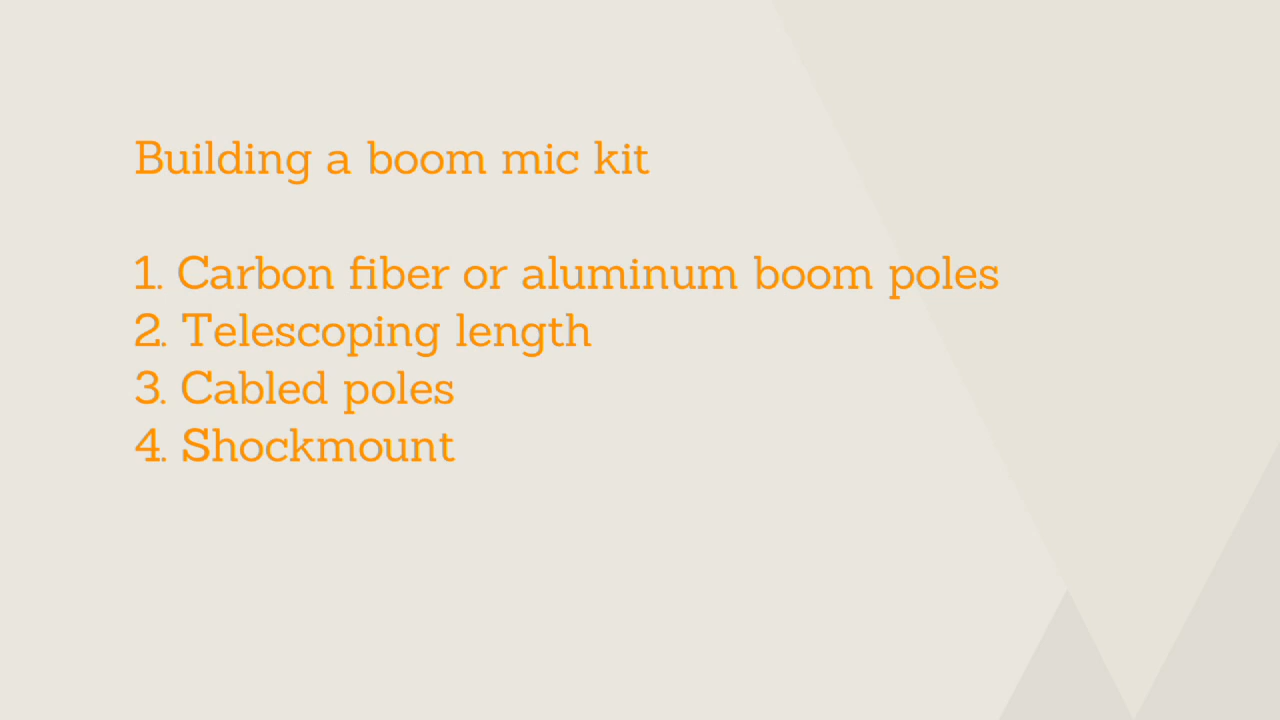 Building a boom mic kit
1. Carbon fiber or aluminum boom poles
2. Telescoping length
3. Cabled poles
4. Shockmount